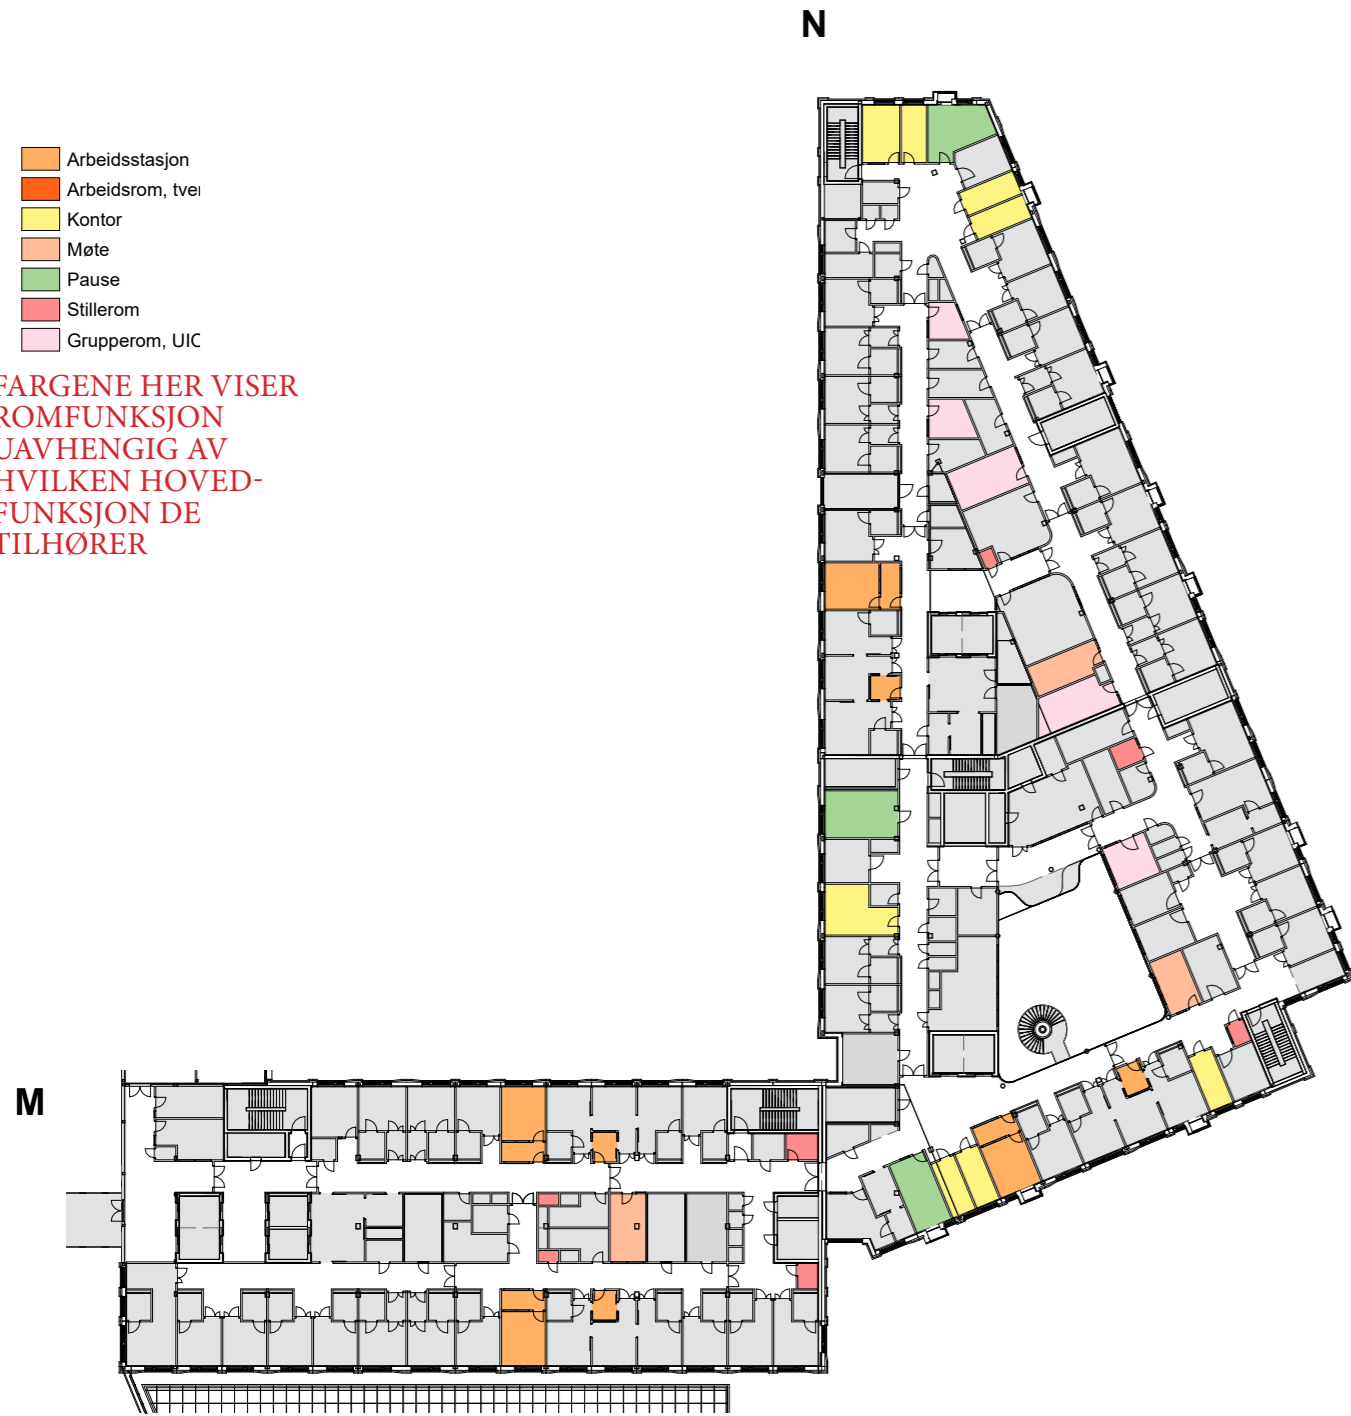 N
Arbeidsstasjon
Arbeidsrom, tver
Kontor
Møte
Pause
Stillerom
Grupperom, UIC
FARGENE HER VISER
ROMFUNKSJON
UAVHENGIG AV
HVILKEN HOVED-
FUNKSJON DE
TILHØRER
M